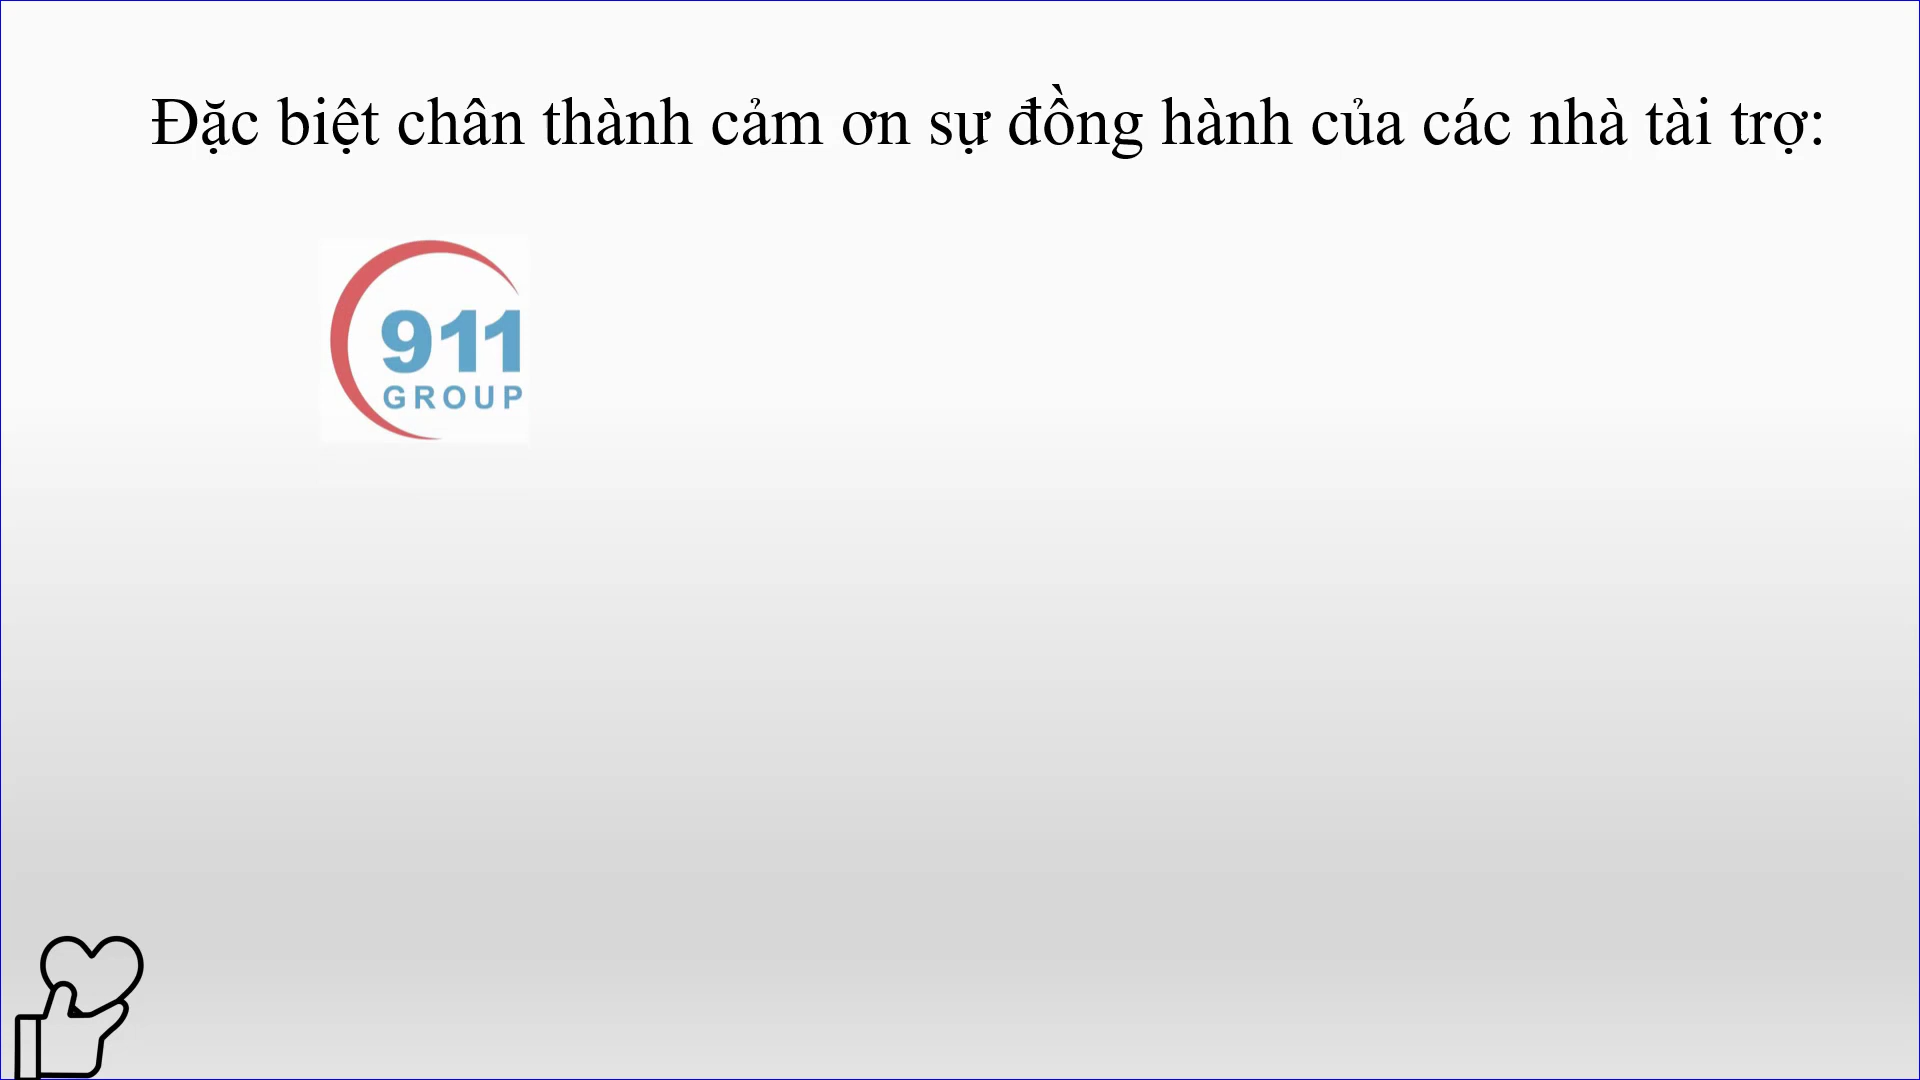 Đặc biệt chân thành cảm ơn sự đồng hành của các nhà tài trợ:
911
GROUP